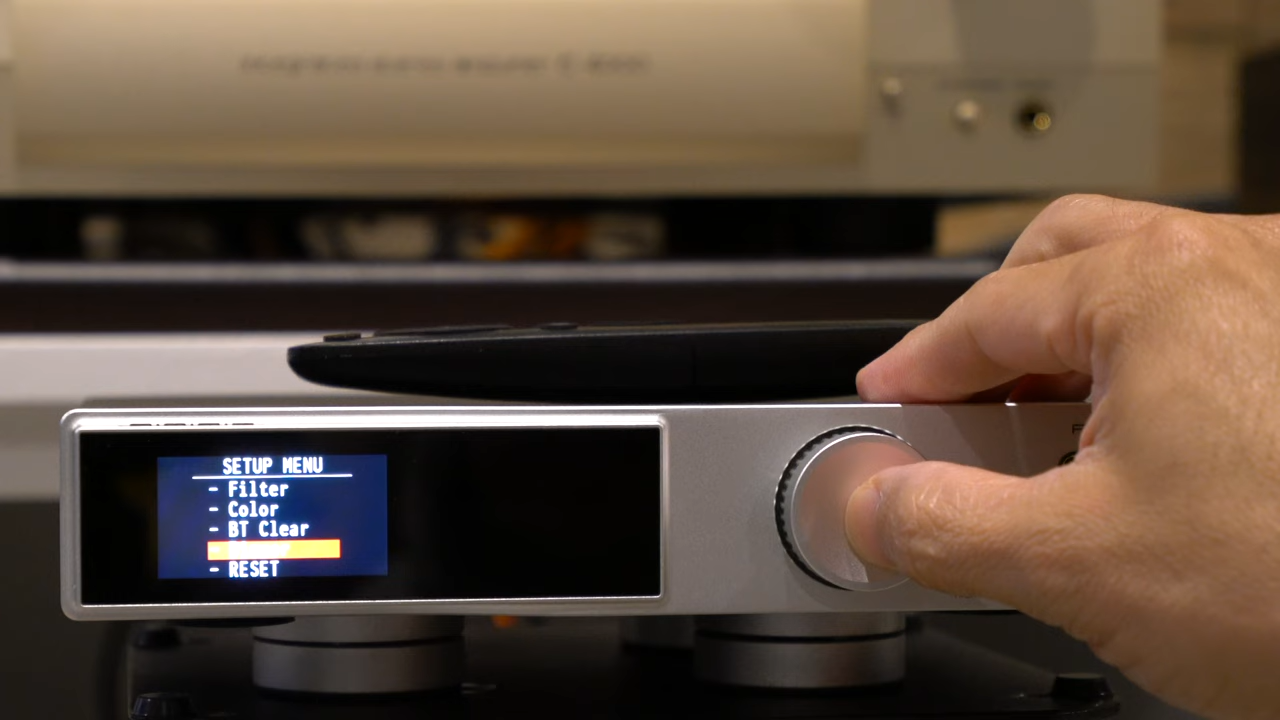 SETUP MENU
- Filter
- Color
- BT Clear
- RESET